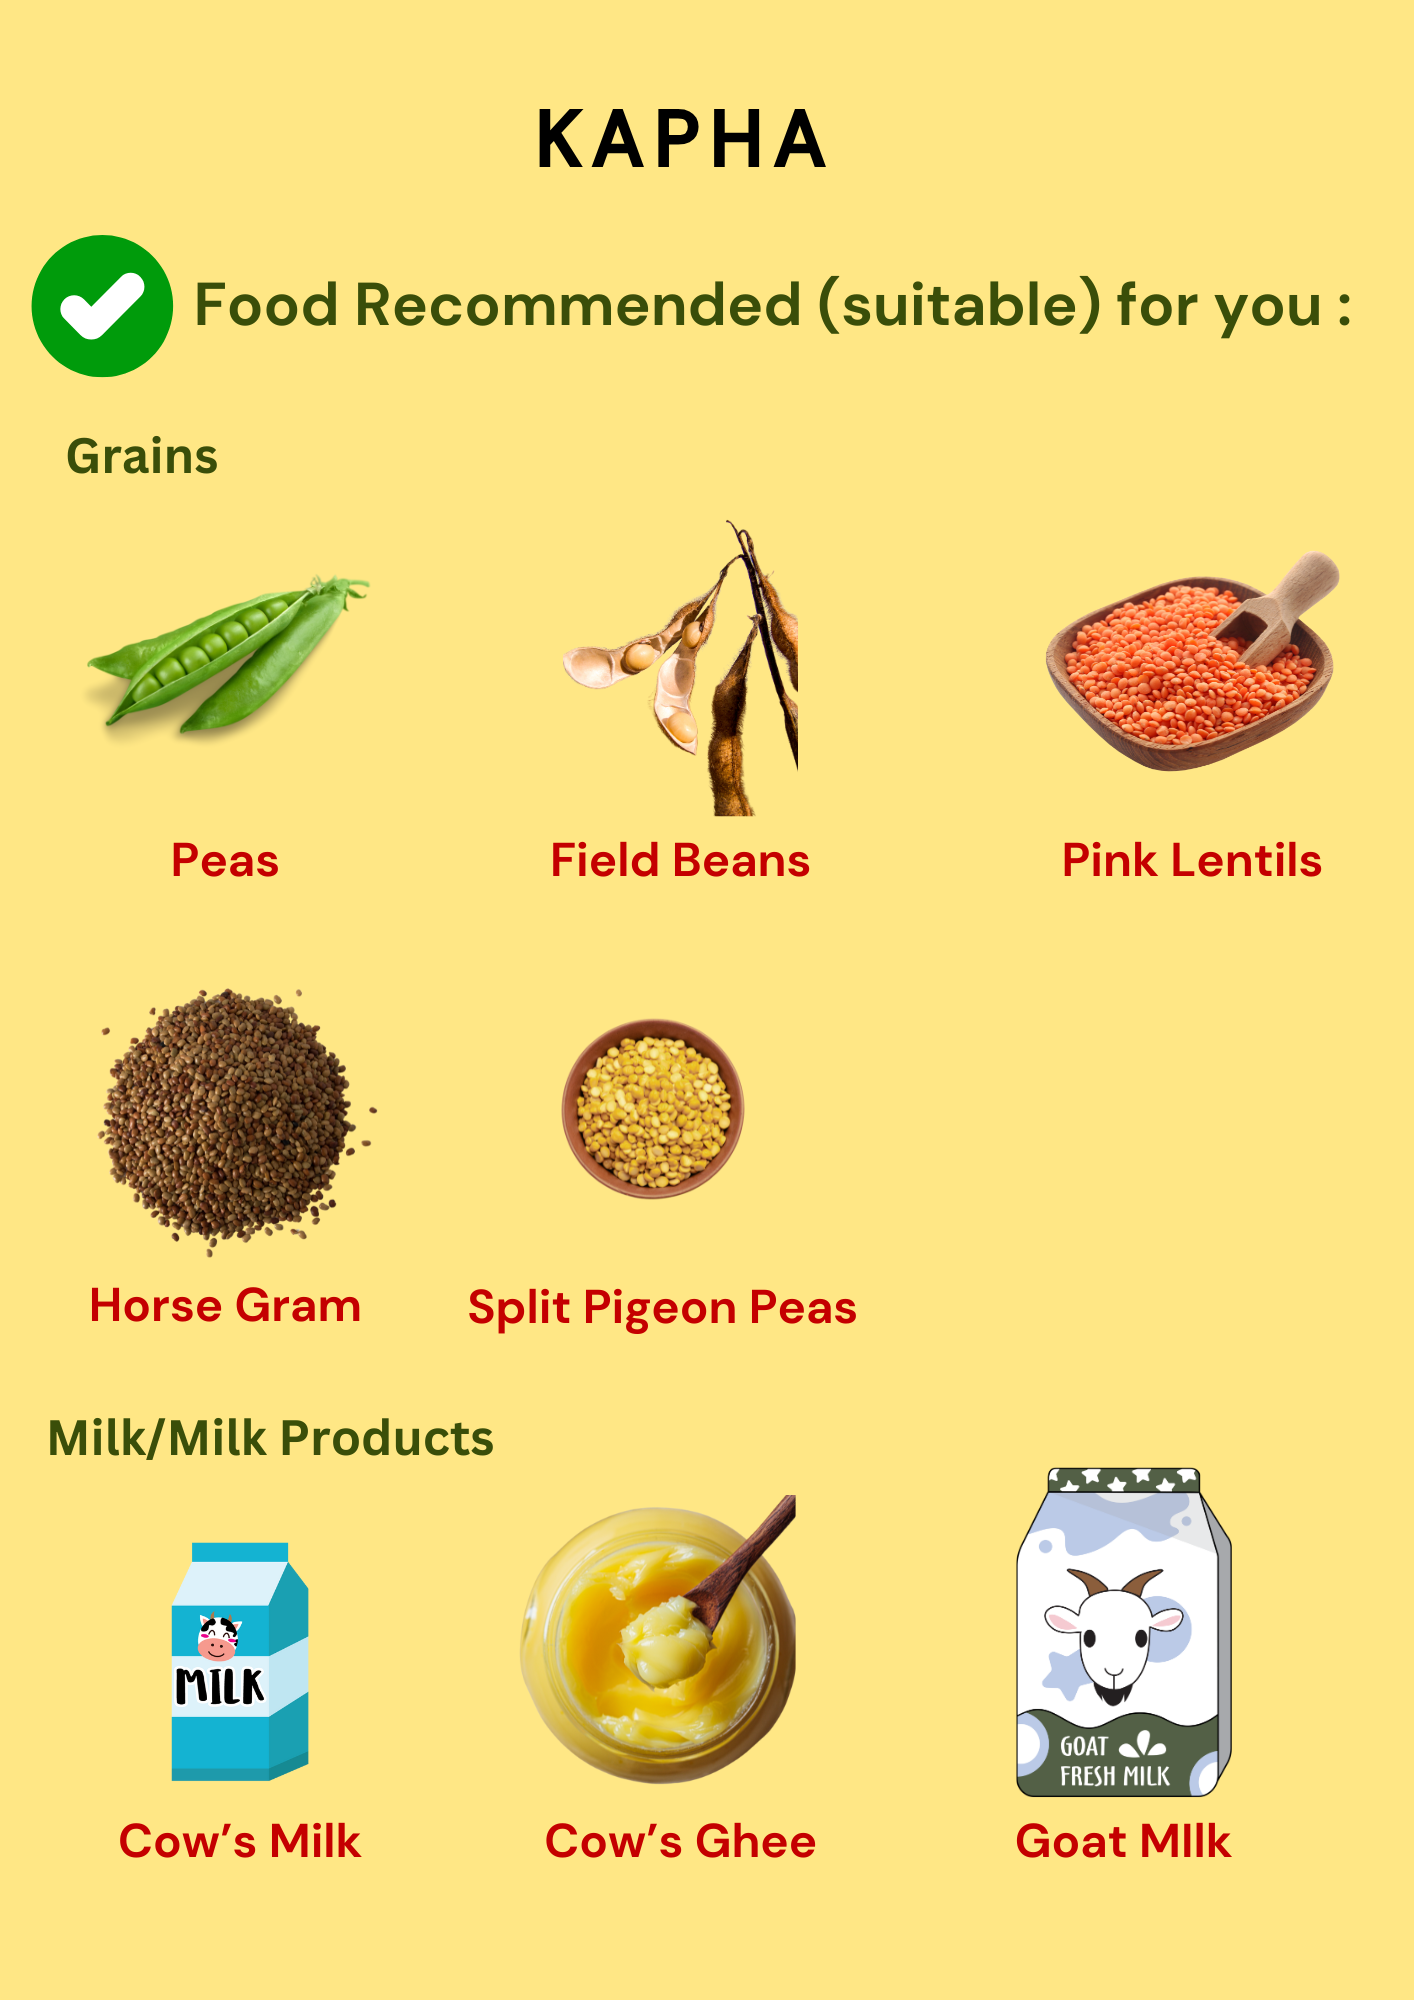 KAPHA
Food Recommended (suitable) for you :
Grains
Peas
Field Beans
Pink Lentils
Horse Gram
Split Pigeon Peas
Milk/Milk Products
MILK
GOAT
FRESH MILK
Cow’s Milk
Cow’s Ghee
Goat MIlk